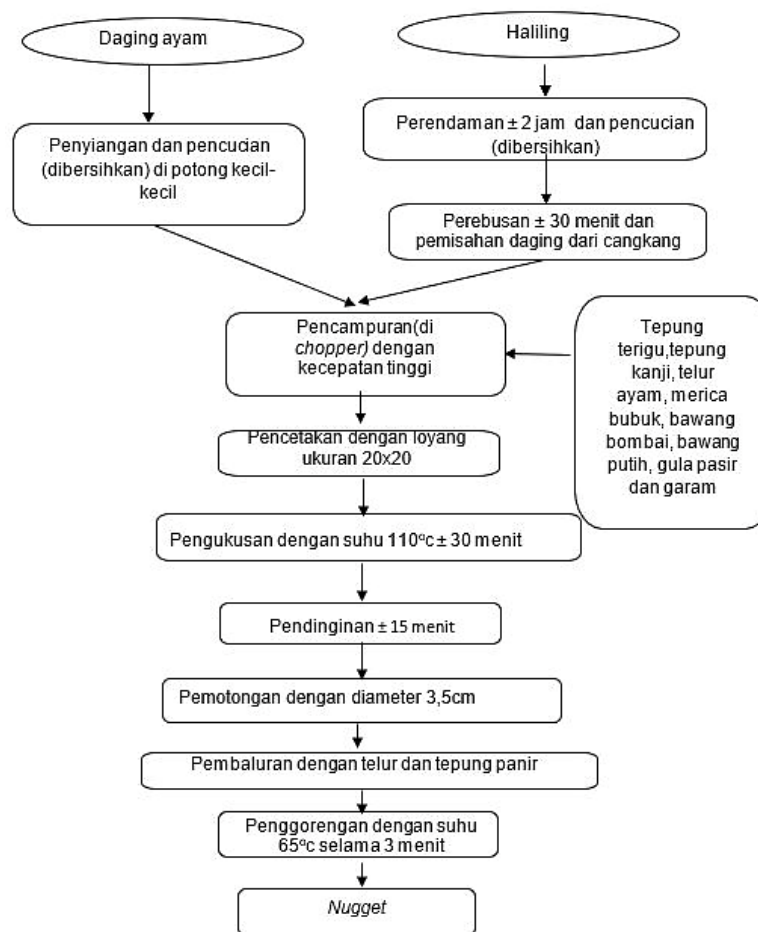 Daging ayam
Haliling
Penyiangan dan pencucian
(dibersihkan) di potong kecil-
kecil
Perendaman ± 2 jam dan pencucian
(dibersihkan)
Perebusan ± 30 menit dan
pemisahan daging dari cangkang
Pencampuran(di
chopper) dengan
kecepatan tinggi
Tepung
terigu,tepung
kanji, telur
ayam, merica
bubuk, bawang
bombai, bawang
putih, gula pasir
dan garam
Pencetakan dengan loyang
ukuran 20x20
Pengukusan dengan suhu 110ºc ± 30 menit
Pendinginan ± 15 menit
Pemotongan dengan diameter 3,5cm
Pembaluran dengan telur dan tepung panir
Penggorengan dengan suhu
65ºc selama 3 menit
Nugget